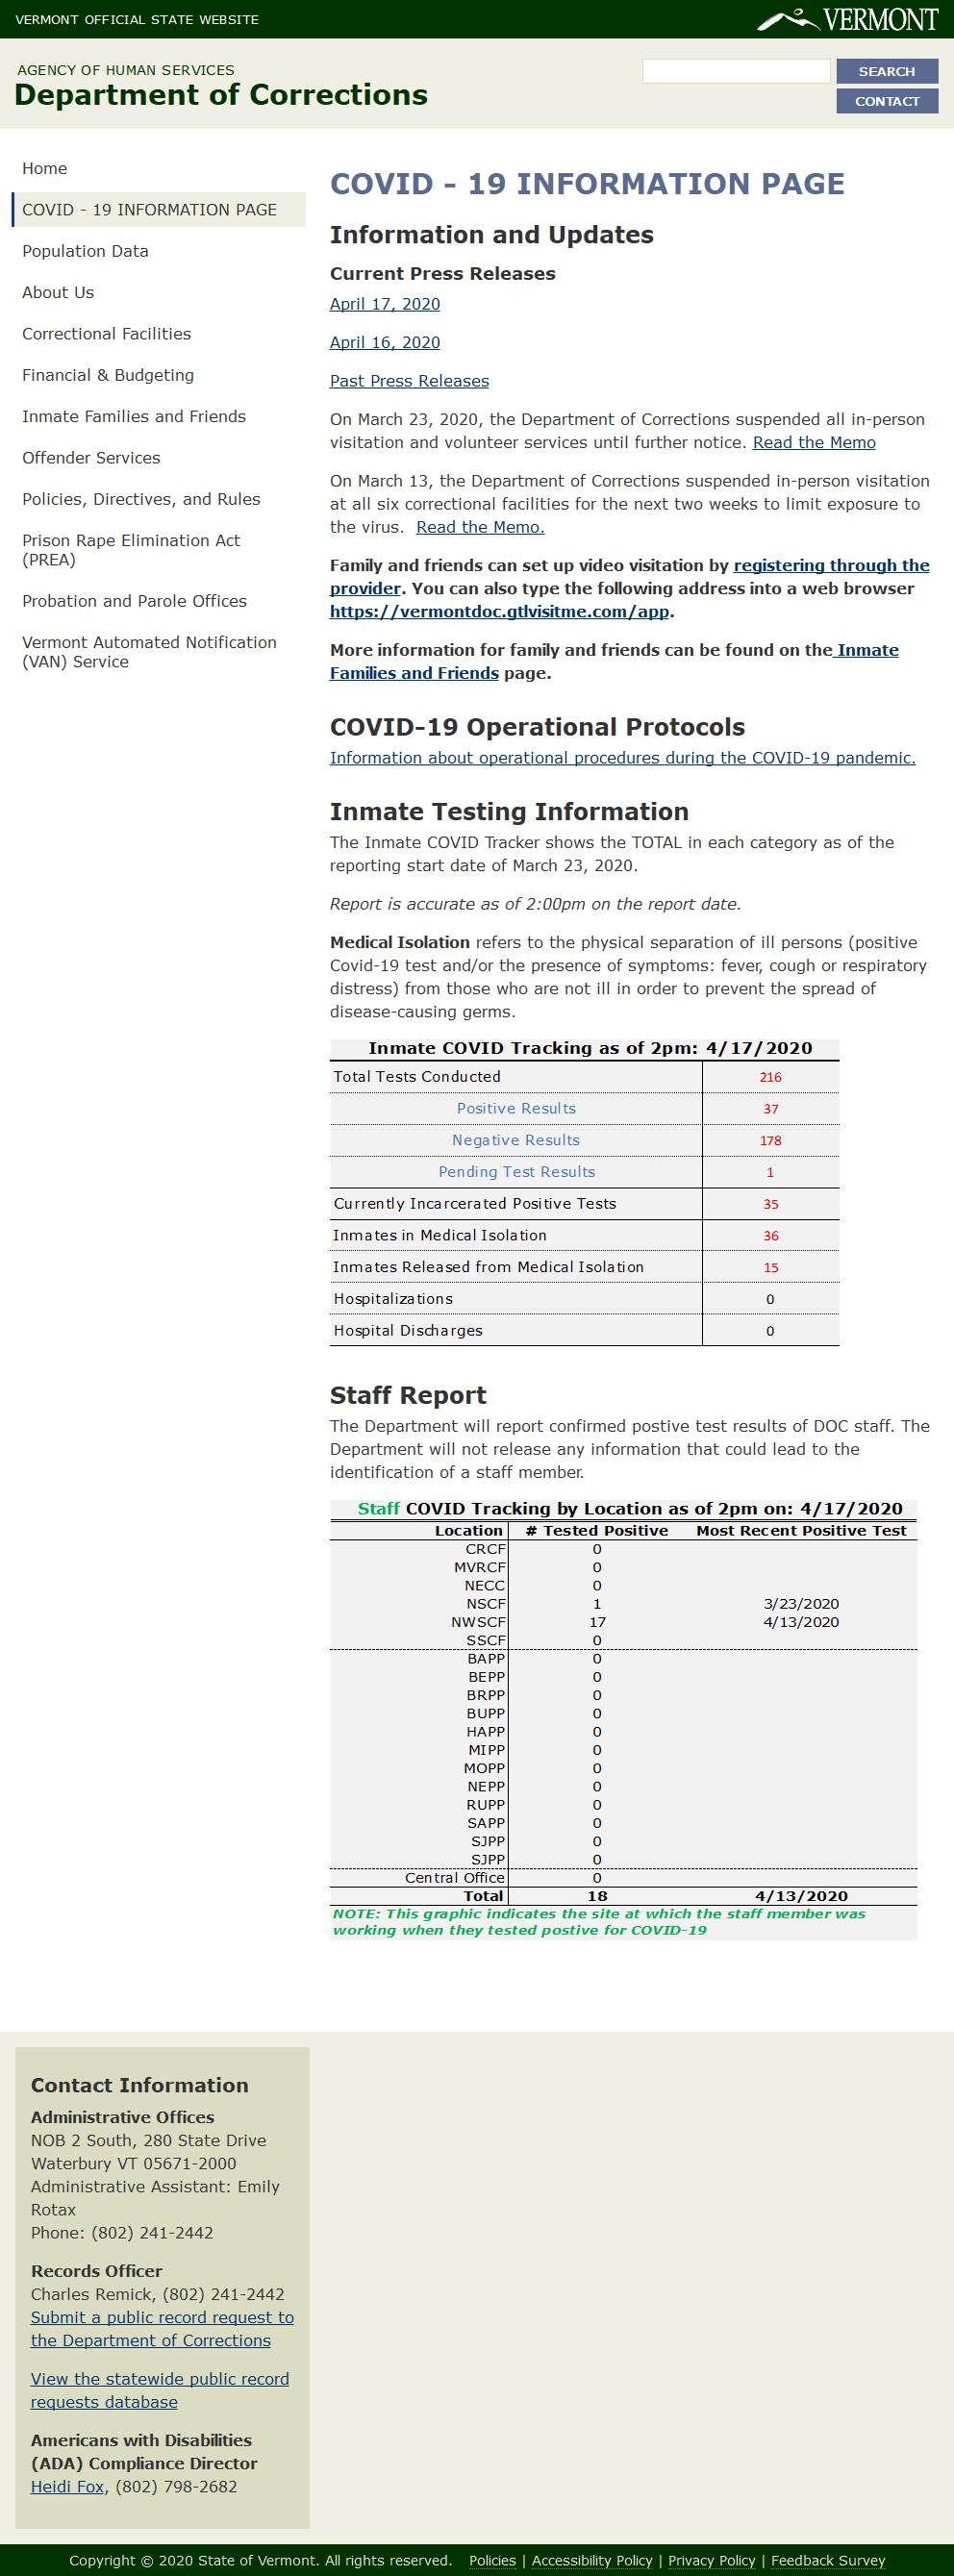 VERMONT OFFICIAL STATE WEBSITE
VERMONT
AGENCY OF HUMAN SERVICES
Department of Corrections
SEARCH
CONTACT
Home
COVID - 19 INFORMATION PAGE
Population Data
About Us
Correctional Facilities
Financial & Budgeting
Inmate Families and Friends
Offender Services
Policies, Directives, and Rules
Prison Rape Elimination Act
(PREA)
Probation and Parole Offices
Vermont Automated Notification
(VAN) Service
COVID - 19 INFORMATION PAGE
Information and Updates
Current Press Releases
April 17, 2020
April 16, 2020
Past Press Releases
On March 23, 2020, the Department of Corrections suspended all in-person
visitation and volunteer services until further notice. Read the Memo
On March 13, the Department of Corrections suspended in-person visitation
at all six correctional facilities for the next two weeks to limit exposure to
the virus.  Read the Memo.
Family and friends can set up video visitation by registering through the
provider. You can also type the following address into a web browser
https://vermontdoc.gtlvisitme.com/app.
More information for family and friends can be found on the Inmate
Families and Friends page.
COVID-19 Operational Protocols
Information about operational procedures during the COVID-19 pandemic.
Inmate Testing Information
The Inmate COVID Tracker shows the TOTAL in each category as of the
reporting start date of March 23, 2020.
Report is accurate as of 2:00pm on the report date.
Medical Isolation refers to the physical separation of ill persons (positive
Covid-19 test and/or the presence of symptoms: fever, cough or respiratory
distress) from those who are not ill in order to prevent the spread of
disease-causing germs.
Inmate COVID Tracking as of 2pm: 4/17/2020
Total Tests Conducted 216
Positive Results 37
Negative Results 178
Pending Test Results 1
Currently Incarcerated Positive Tests 35
Inmates in Medical Isolation 36
Inmates Released from Medical Isolation 15
Hospitalizations 0
Hospital Discharges 0
Staff Report
The Department will report confirmed postive test results of DOC staff. The
Department will not release any information that could lead to the
identification of a staff member.
Staff COVID Tracking by Location as of 2pm on: 4/17/2020
Location # Tested Positive Most Recent Positive Test
CRCF 0
MVRCF 0
NECC 0
NSCF 1 3/23/2020
NWSCF 17 4/13/2020
SSCF 0
BAPP 0
BEPP 0
BRPP 0
BUPP 0
HAPP 0
MIPP 0
MOPP 0
NEPP 0
RUPP 0
SAPP 0
SJPP 0
SJPP 0
Central Office 0
Total 18 4/13/2020
NOTE: This graphic indicates the site at which the staff member was
working when they tested postive for COVID-19
Contact Information
Administrative Offices
NOB 2 South, 280 State Drive
Waterbury VT 05671-2000
Administrative Assistant: Emily
Rotax
Phone: (802) 241-2442
Records Officer
Charles Remick, (802) 241-2442
Submit a public record request to
the Department of Corrections
View the statewide public record
requests database
Americans with Disabilities
(ADA) Compliance Director
Heidi Fox, (802) 798-2682
Copyright © 2020 State of Vermont. All rights reserved. Policies | Accessibility Policy | Privacy Policy | Feedback Survey